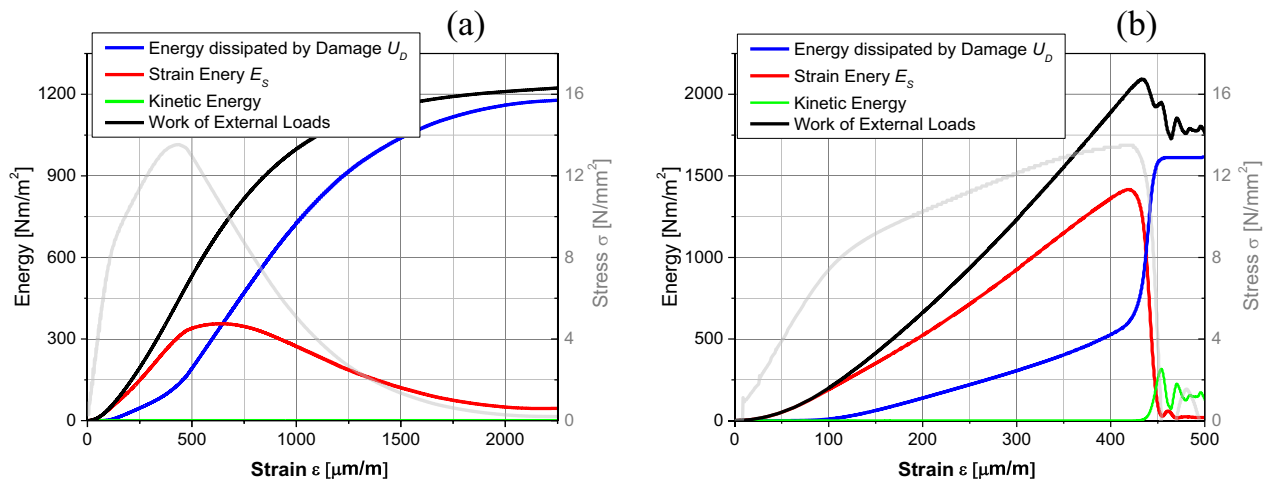 (a)
Energy dissipated by Damage U_D
Strain Enery E_S
Kinetic Energy
Work of External Loads
1200
900
600
300
0
Energy [Nm/m²]
16
12
8
4
0
Stress σ [N/mm²]
0
500
1000
1500
2000
Strain ε [μm/m]
(b)
Energy dissipated by Damage U_D
Strain Enery E_S
Kinetic Energy
Work of External Loads
2000
1500
1000
500
0
Energy [Nm/m²]
16
12
8
4
0
Stress σ [N/mm²]
0
100
200
300
400
500
Strain ε [μm/m]